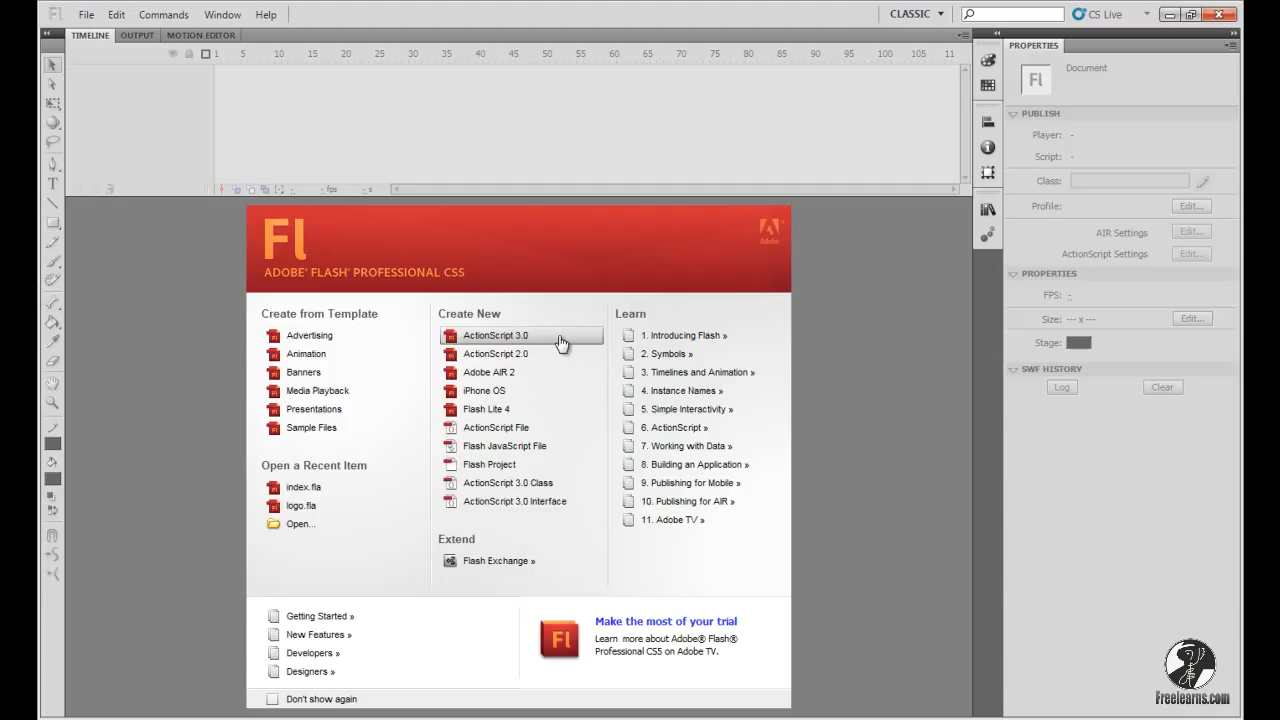 Fl File Edit Commands Window Help CLASSIC CS Live
TIMELINE OUTPUT MOTION EDITOR
1 5 10 15 20 25 30 35 40 45 50 55 60 65 70 75 80 85 90 95 100 105 11
- fps - s
PROPERTIES
Fl Document
PUBLISH
Player: -
Script: -
Class:
Profile: Edit...
AIR Settings Edit...
ActionScript Settings Edit...
PROPERTIES
FPS: -
Size: --- x --- Edit...
Stage:
SWF HISTORY
Log Clear
Fl
Adobe
ADOBE® FLASH® PROFESSIONAL CS5
Create from Template
Advertising
Animation
Banners
Media Playback
Presentations
Sample Files
Open a Recent Item
index.fla
logo.fla
Open...
Create New
ActionScript 3.0
ActionScript 2.0
Adobe AIR 2
iPhone OS
Flash Lite 4
ActionScript File
Flash JavaScript File
Flash Project
ActionScript 3.0 Class
ActionScript 3.0 Interface
Extend
Flash Exchange »
Learn
1. Introducing Flash »
2. Symbols »
3. Timelines and Animation »
4. Instance Names »
5. Simple Interactivity »
6. ActionScript »
7. Working with Data »
8. Building an Application »
9. Publishing for Mobile »
10. Publishing for AIR »
11. Adobe TV »
Getting Started »
New Features »
Developers »
Designers »
Fl
Make the most of your trial
Learn more about Adobe® Flash®
Professional CS5 on Adobe TV.
Don't show again
Freelearns.com